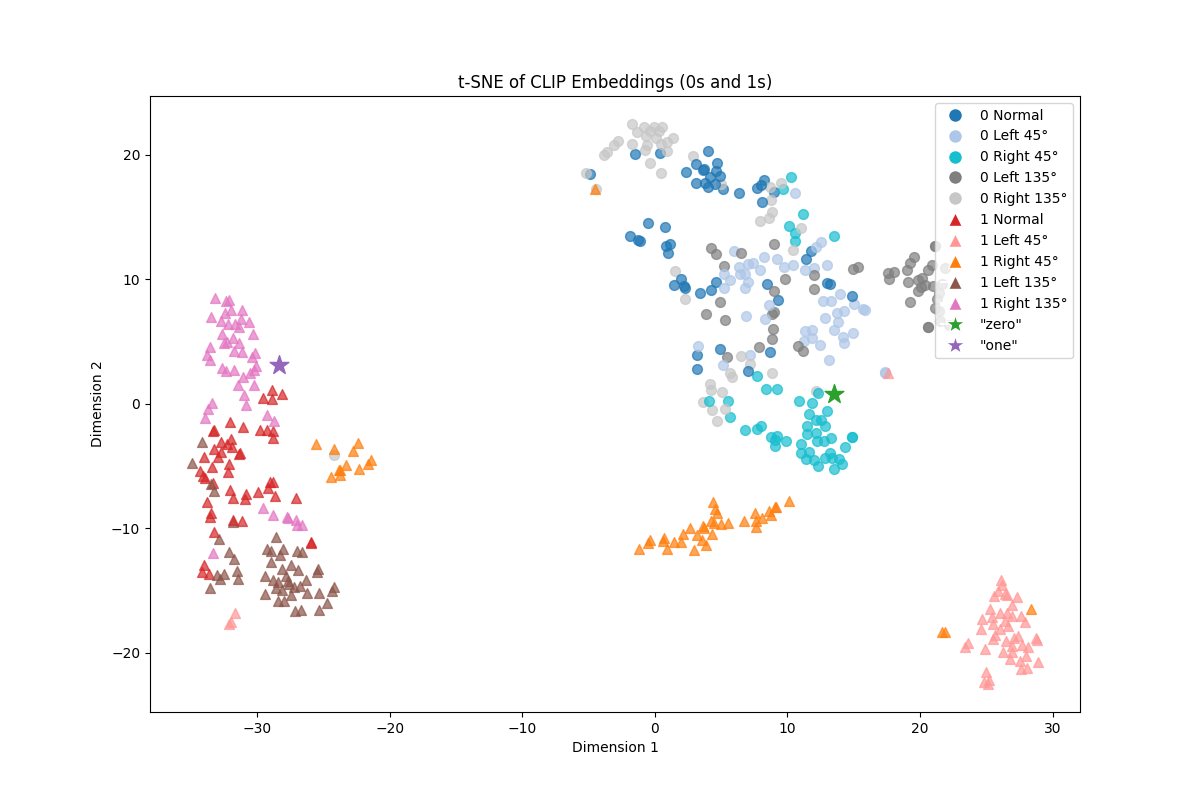 t-SNE of CLIP Embeddings (0s and 1s)
0 Normal
0 Left 45°
0 Right 45°
0 Left 135°
0 Right 135°
1 Normal
1 Left 45°
1 Right 45°
1 Left 135°
1 Right 135°
"zero"
"one"
20
10
0
−10
−20
Dimension 2
−30
−20
−10
0
10
20
30
Dimension 1